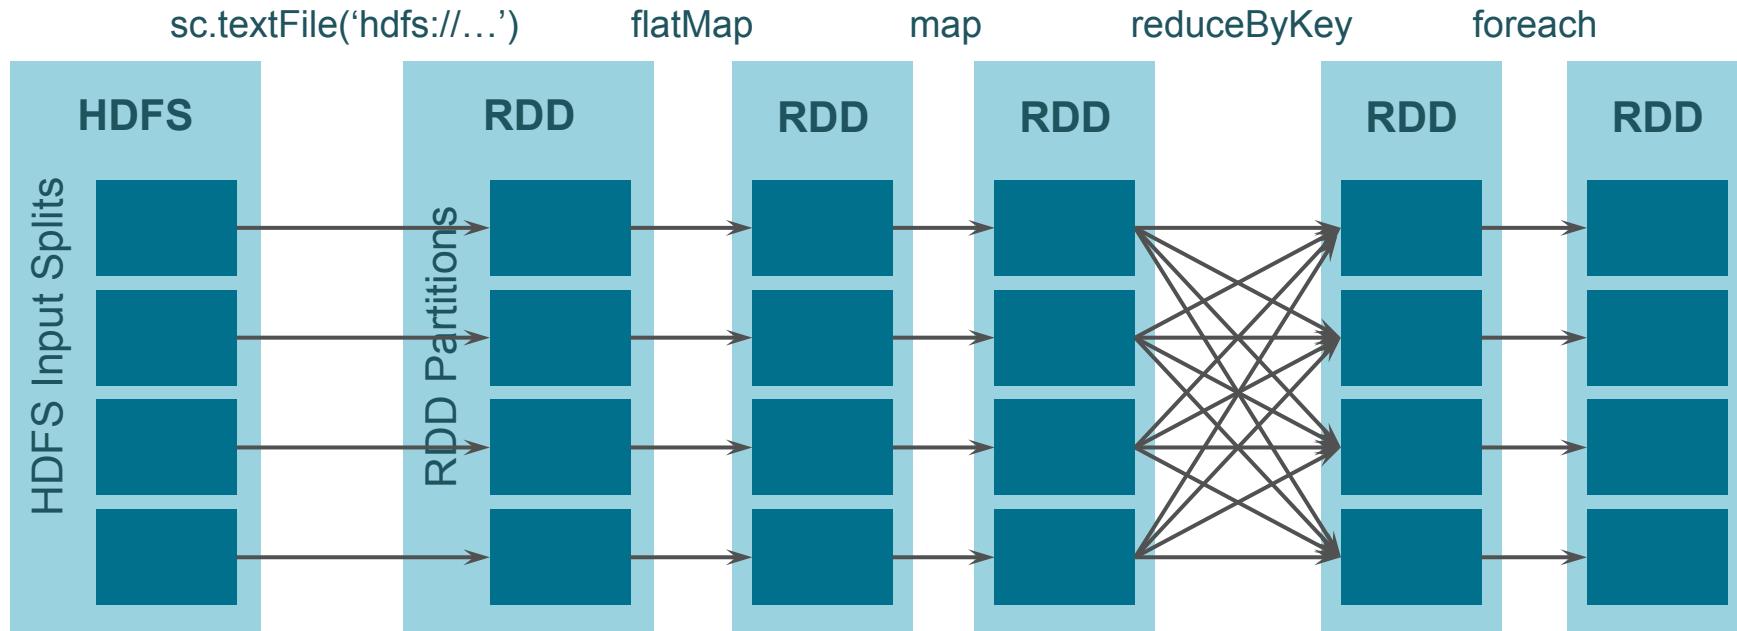 sc.textFile(‘hdfs://…’) flatMap map reduceByKey foreach
HDFS RDD RDD RDD RDD RDD
HDFS Input Splits
RDD Partitions